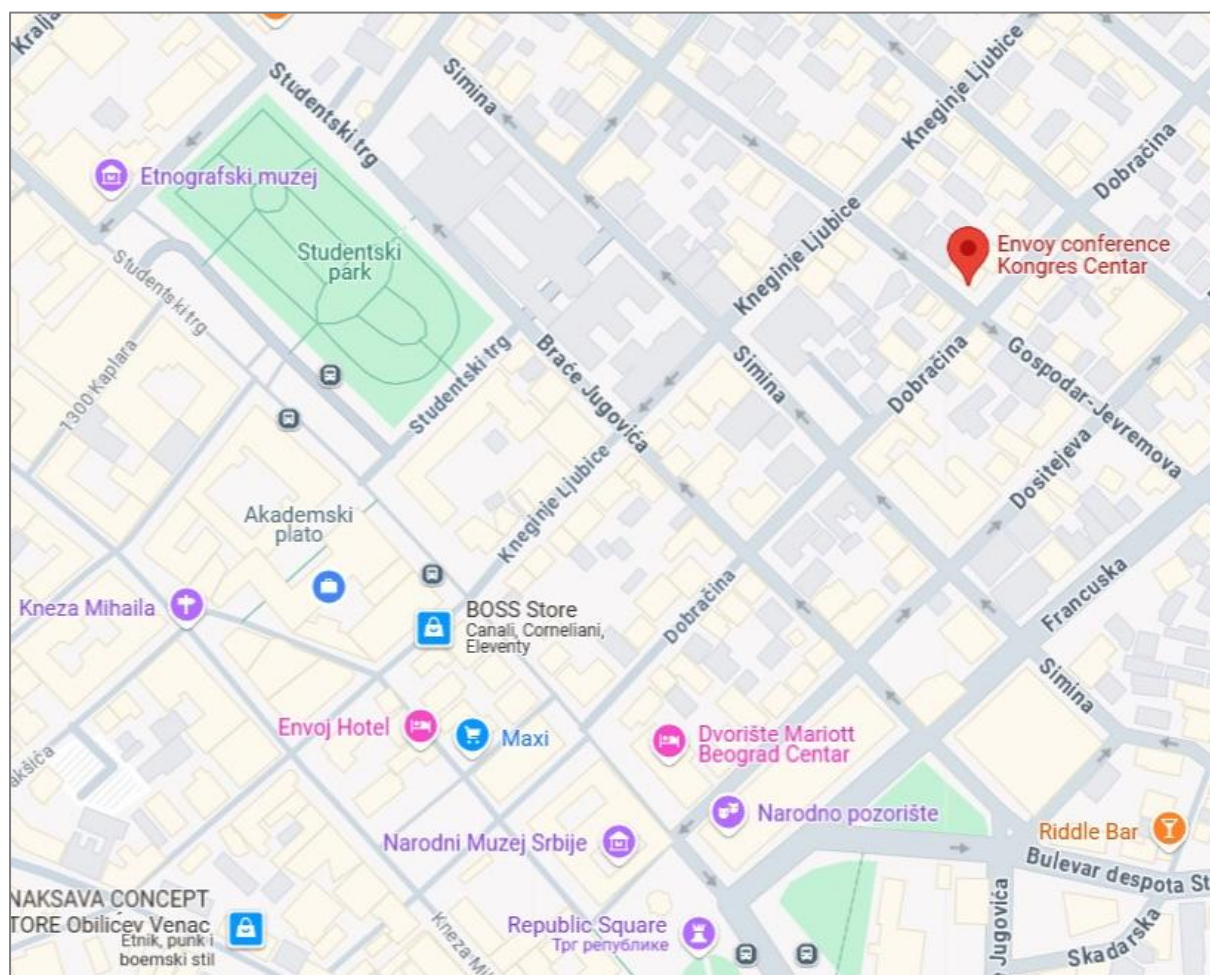 Kralja
Studentski trg
Simina
Kneginje Ljubice
Dobračina
Etnografski muzej
Kneginje Ljubice
Envoy conference
Kongres Centar
Studentski
park
Studentski trg
1300 Kaplara
Studentski trg
Braće Jugovića
Simina
Dobračina
Gospodar-Jevremova
Dositejeva
Akademski
plato
Kneginje Ljubice
Francuska
Kneza Mihaila
BOSS Store
Canali, Corneliani,
Eleventy
Dobračina
Simina
Envoj Hotel
Maxi
Dvorište Mariott
Beograd Centar
akšića
Narodno pozorište
Narodni Muzej Srbije
Riddle Bar
Bulevar despota St
NAKSAVA CONCEPT
TORE Obilićev Venac
Etnik, punk i
boemski stil
Kneza Mi
Republic Square
Трг републике
Jugovića
Skadarska